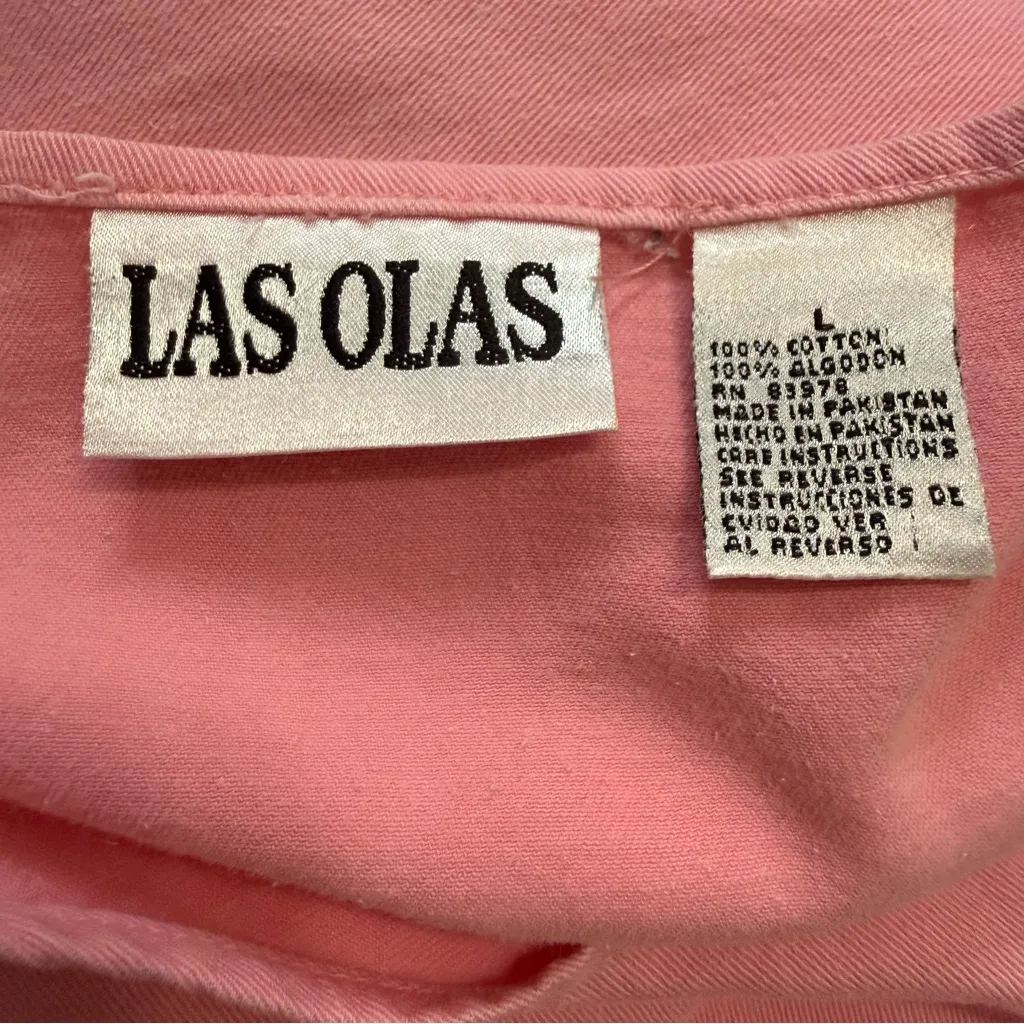 LAS OLAS
L
100% COTTON
100% ALGODON
RN 83978
MADE IN PAKISTAN
HECHO EN PAKISTAN
CARE INSTRUCTIONS
SEE REVERSE
INSTRUCCIONES DE
CUIDAO VER
AL REVERSO